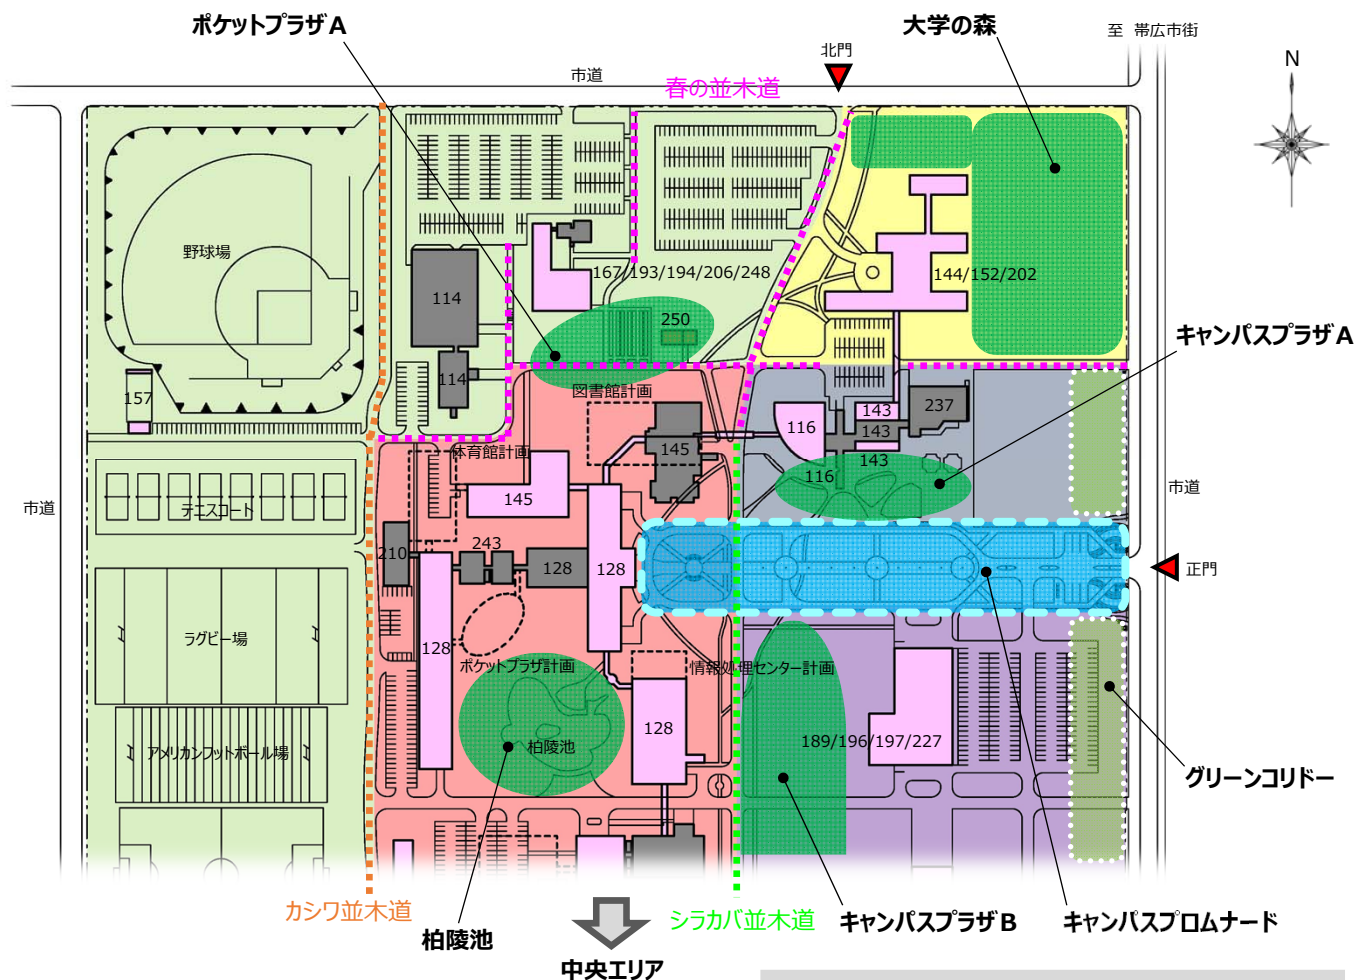 ポケットプラザA
大学の森
至 帯広市街
北門
市道
春の並木道
N
野球場
167/193/194/206/248
144/152/202
114
250
キャンパスプラザA
114
図書館計画
157
237
143
116
143
体育館計画
145
143
116
145
テニスコート
市道
市道
243
210
128
128
正門
ラグビー場
128
ポケットプラザ計画
情報処理センター計画
128
189/196/197/227
柏陵池
アメリカンフットボール場
グリーンコリドー
カシワ並木道
シラカバ並木道
キャンパスプラザB
キャンパスプロムナード
柏陵池
中央エリア